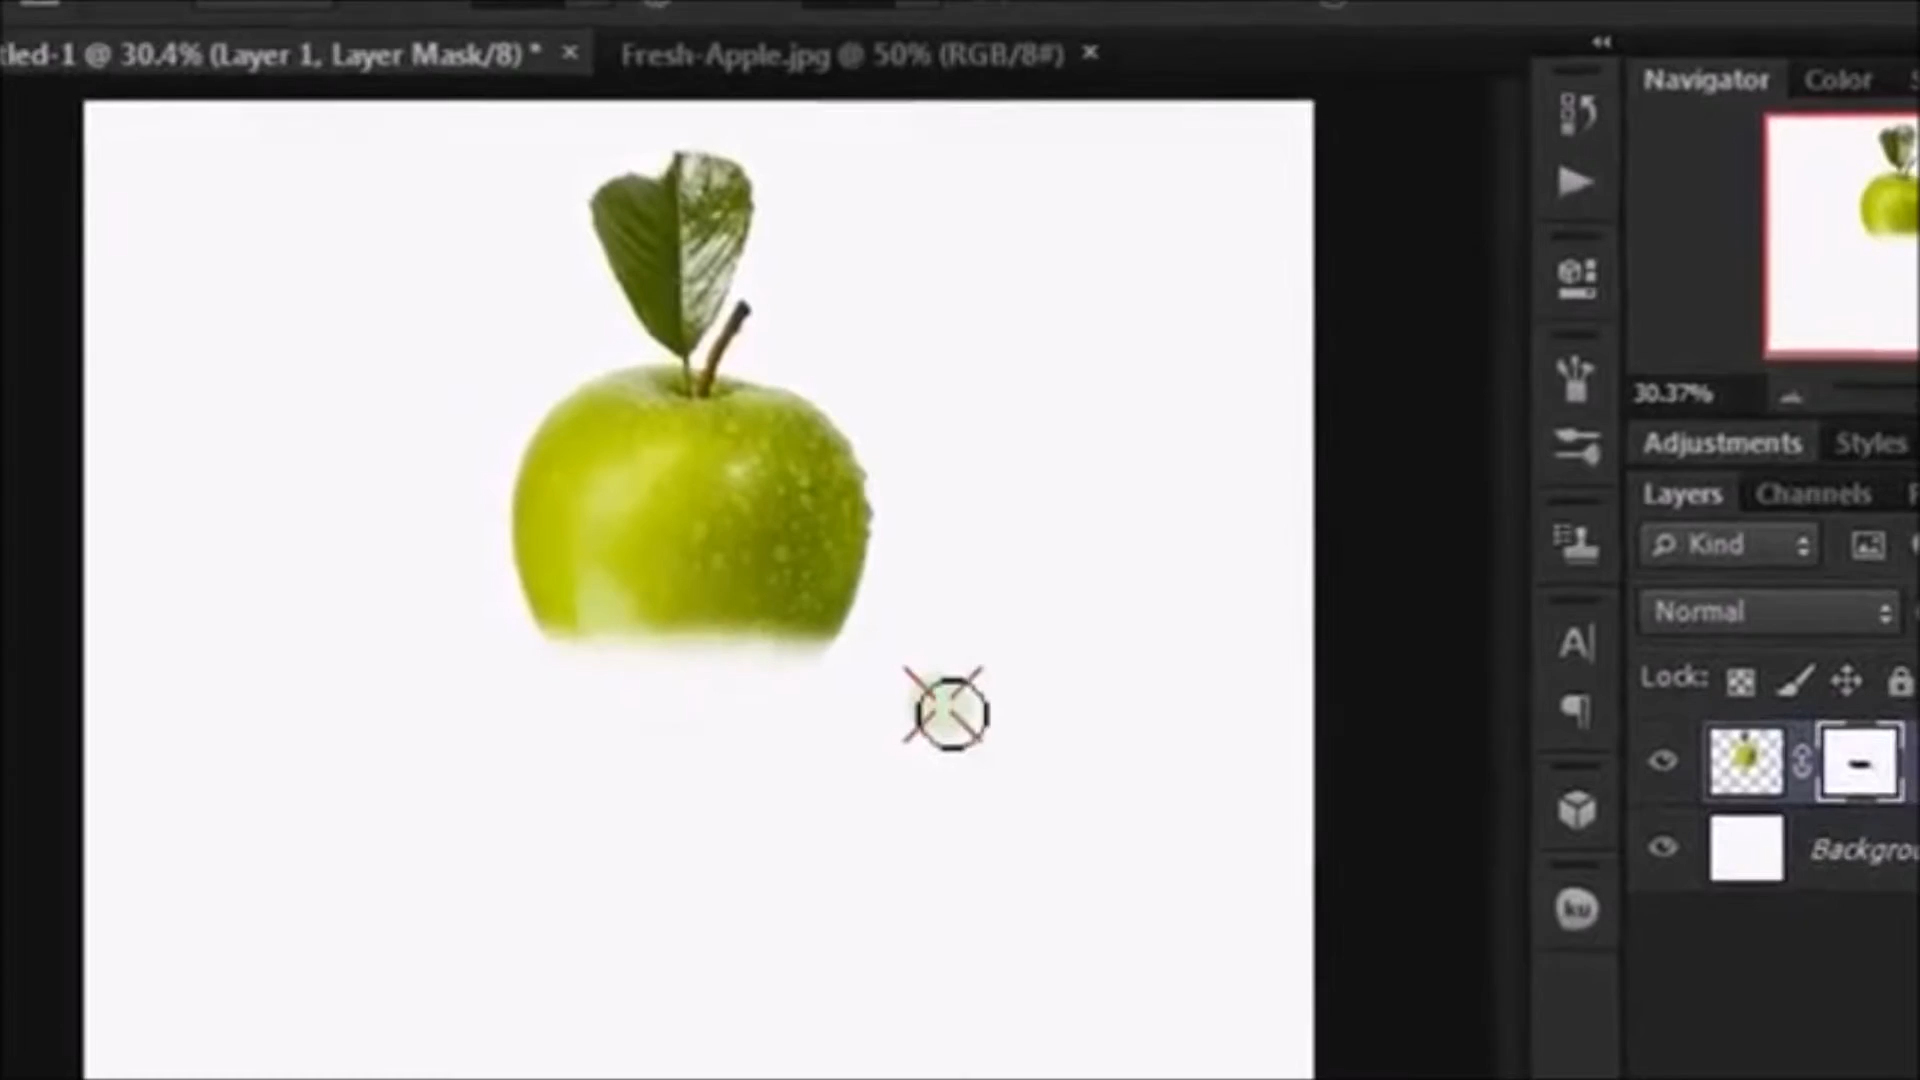 tled-1 @ 30.4% (Layer 1, Layer Mask/8) * ×
Fresh-Apple.jpg @ 50% (RGB/8#) ×
Navigator Color
30.37%
Adjustments Styles
Layers Channels
Kind
Normal
Lock:
Backgrou
A
ku